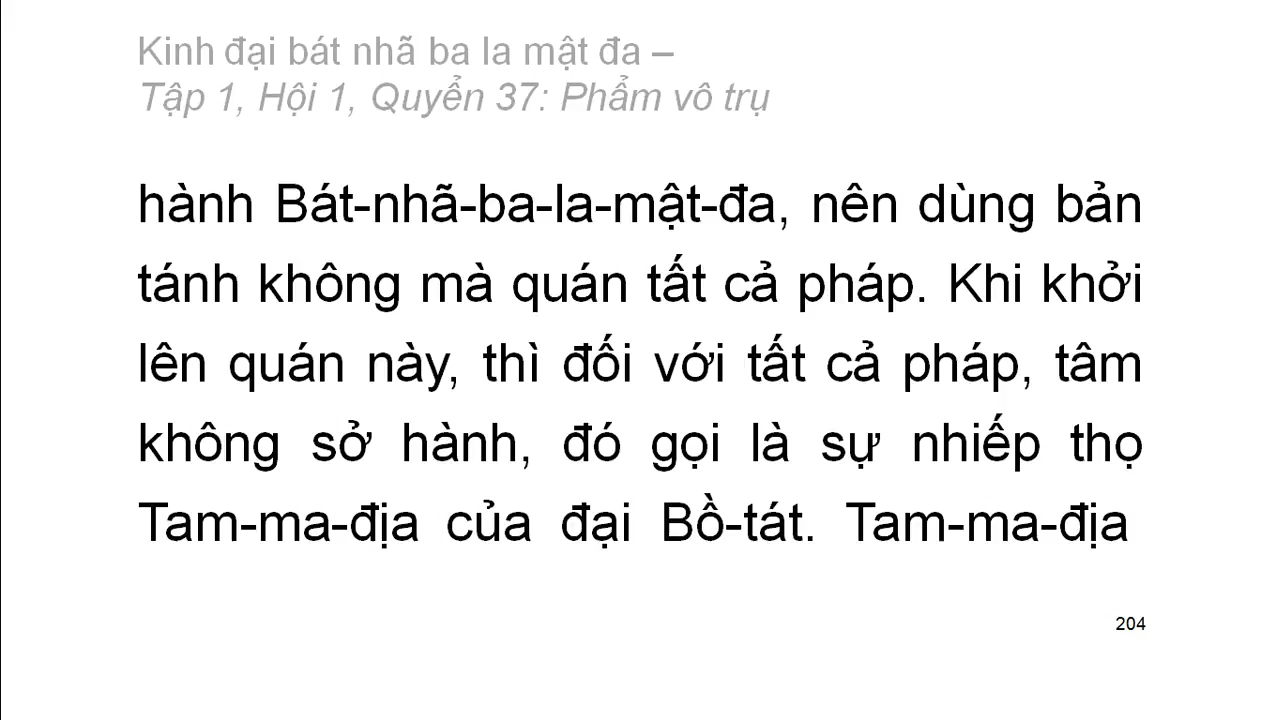 Kinh đại bát nhã ba la mật đa –
Tập 1, Hội 1, Quyển 37: Phẩm vô trụ
hành Bát-nhã-ba-la-mật-đa, nên dùng bản
tánh không mà quán tất cả pháp. Khi khởi
lên quán này, thì đối với tất cả pháp, tâm
không sở hành, đó gọi là sự nhiếp thọ
Tam-ma-địa của đại Bồ-tát. Tam-ma-địa
204